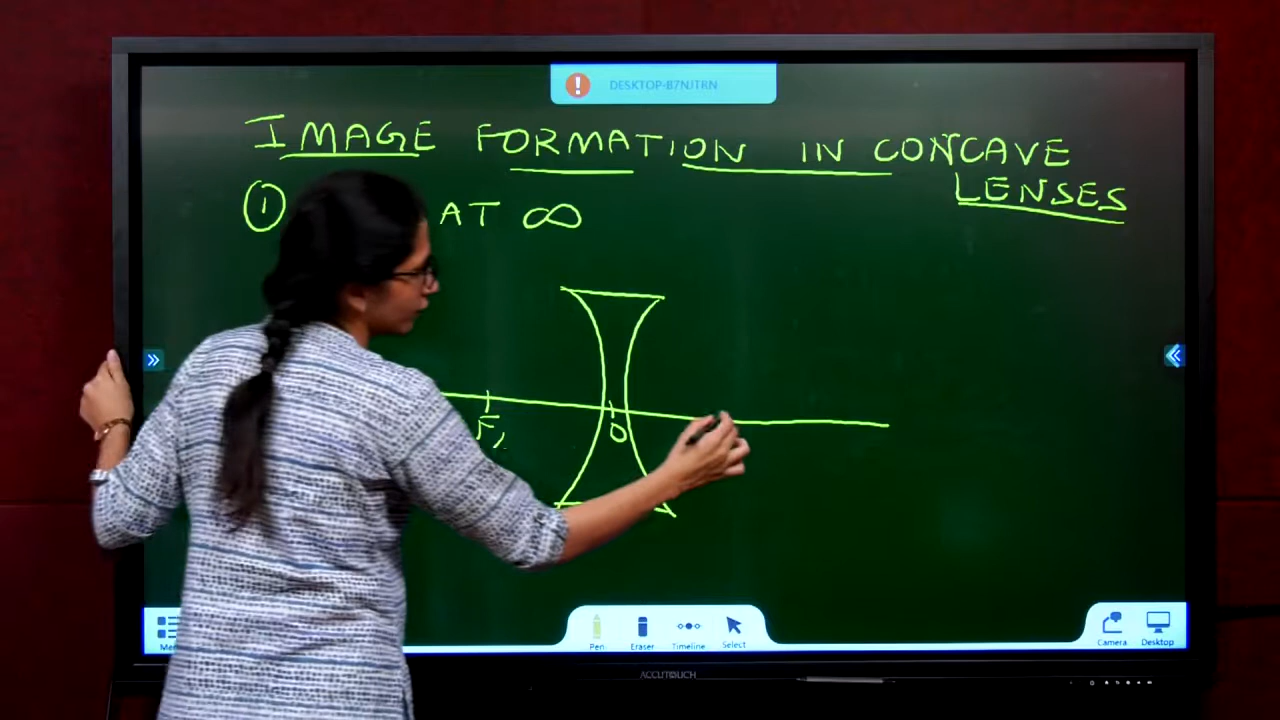 DESKTOP-B7NJTRN
IMAGE FORMATION IN CONCAVE
LENSES
① AT ∞
F₁
O
Pen
Eraser
Timeline
Select
Camera
Desktop
ACCUTOUCH